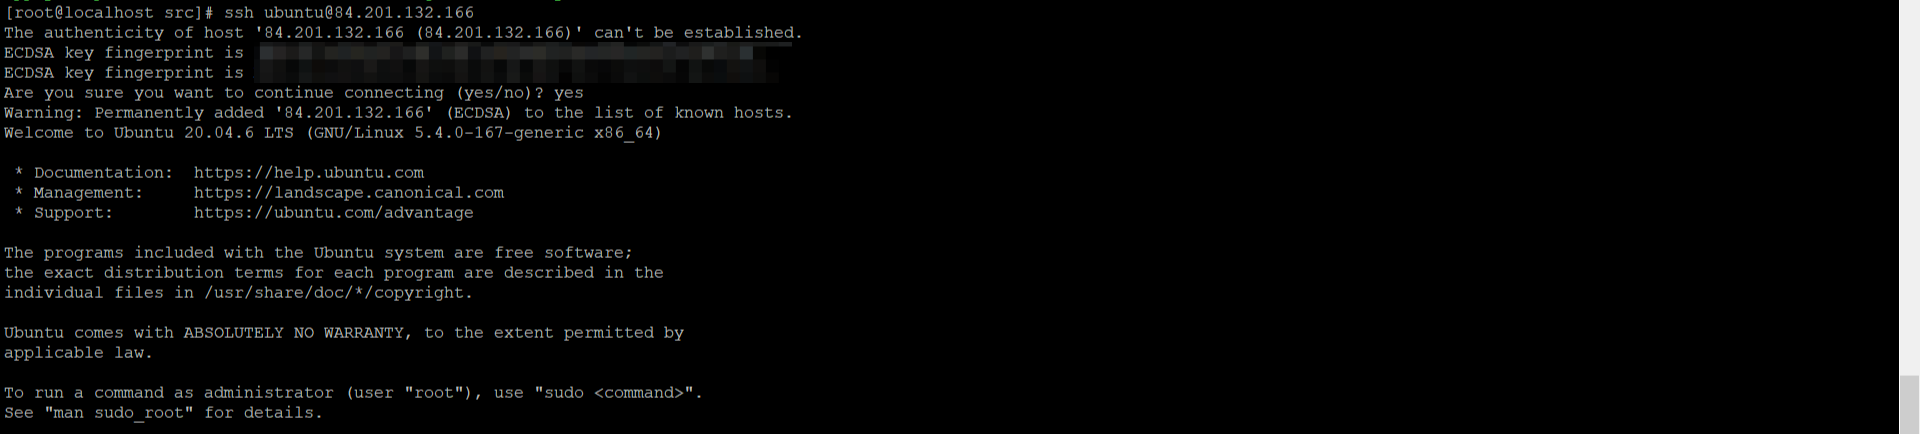 [root@localhost src]# ssh ubuntu@84.201.132.166
The authenticity of host '84.201.132.166 (84.201.132.166)' can't be established.
ECDSA key fingerprint is
ECDSA key fingerprint is
Are you sure you want to continue connecting (yes/no)? yes
Warning: Permanently added '84.201.132.166' (ECDSA) to the list of known hosts.
Welcome to Ubuntu 20.04.6 LTS (GNU/Linux 5.4.0-167-generic x86_64)
* Documentation:  https://help.ubuntu.com
* Management:     https://landscape.canonical.com
* Support:        https://ubuntu.com/advantage
The programs included with the Ubuntu system are free software;
the exact distribution terms for each program are described in the
individual files in /usr/share/doc/*/copyright.
Ubuntu comes with ABSOLUTELY NO WARRANTY, to the extent permitted by
applicable law.
To run a command as administrator (user "root"), use "sudo <command>".
See "man sudo_root" for details.